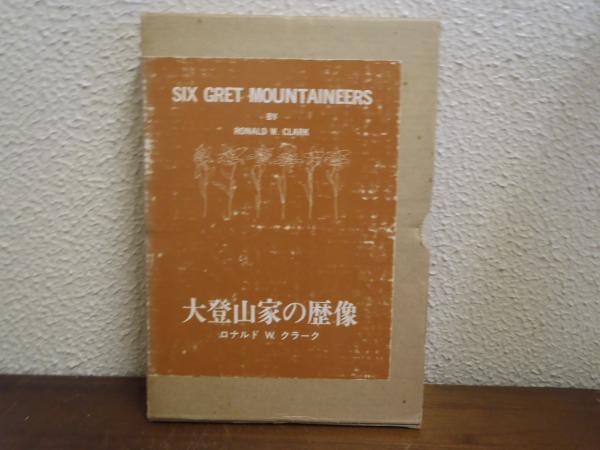 SIX GRET MOUNTAINEERS
BY
RONALD W. CLARK
大登山家の歴像
ロナルド W. クラーク